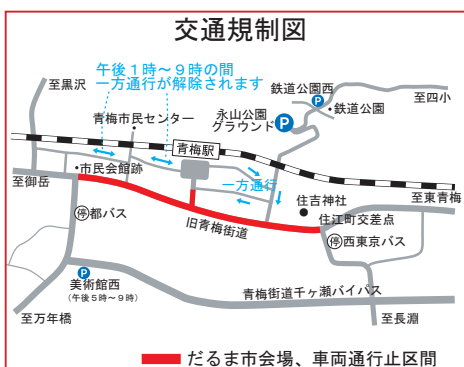 交通規制図
午後1時～9時の間
一方通行が解除されます
至黒沢
青梅市民センター
鉄道公園西
P
至四小
永山公園
グラウンド
P
鉄道公園
青梅駅
市民会館跡
至御岳
一方通行
住吉神社
至東青梅
住江町交差点
停都バス
旧青梅街道
停西東京バス
P
美術館西
(午後5時～9時)
青梅街道千ヶ瀬バイパス
至万年橋
至長淵
だるま市会場、車両通行止区間